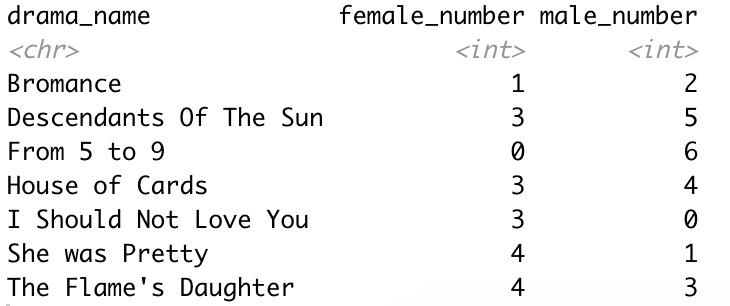 drama_name female_number male_number
<chr> <int> <int>
Bromance 1 2
Descendants Of The Sun 3 5
From 5 to 9 0 6
House of Cards 3 4
I Should Not Love You 3 0
She was Pretty 4 1
The Flame's Daughter 4 3